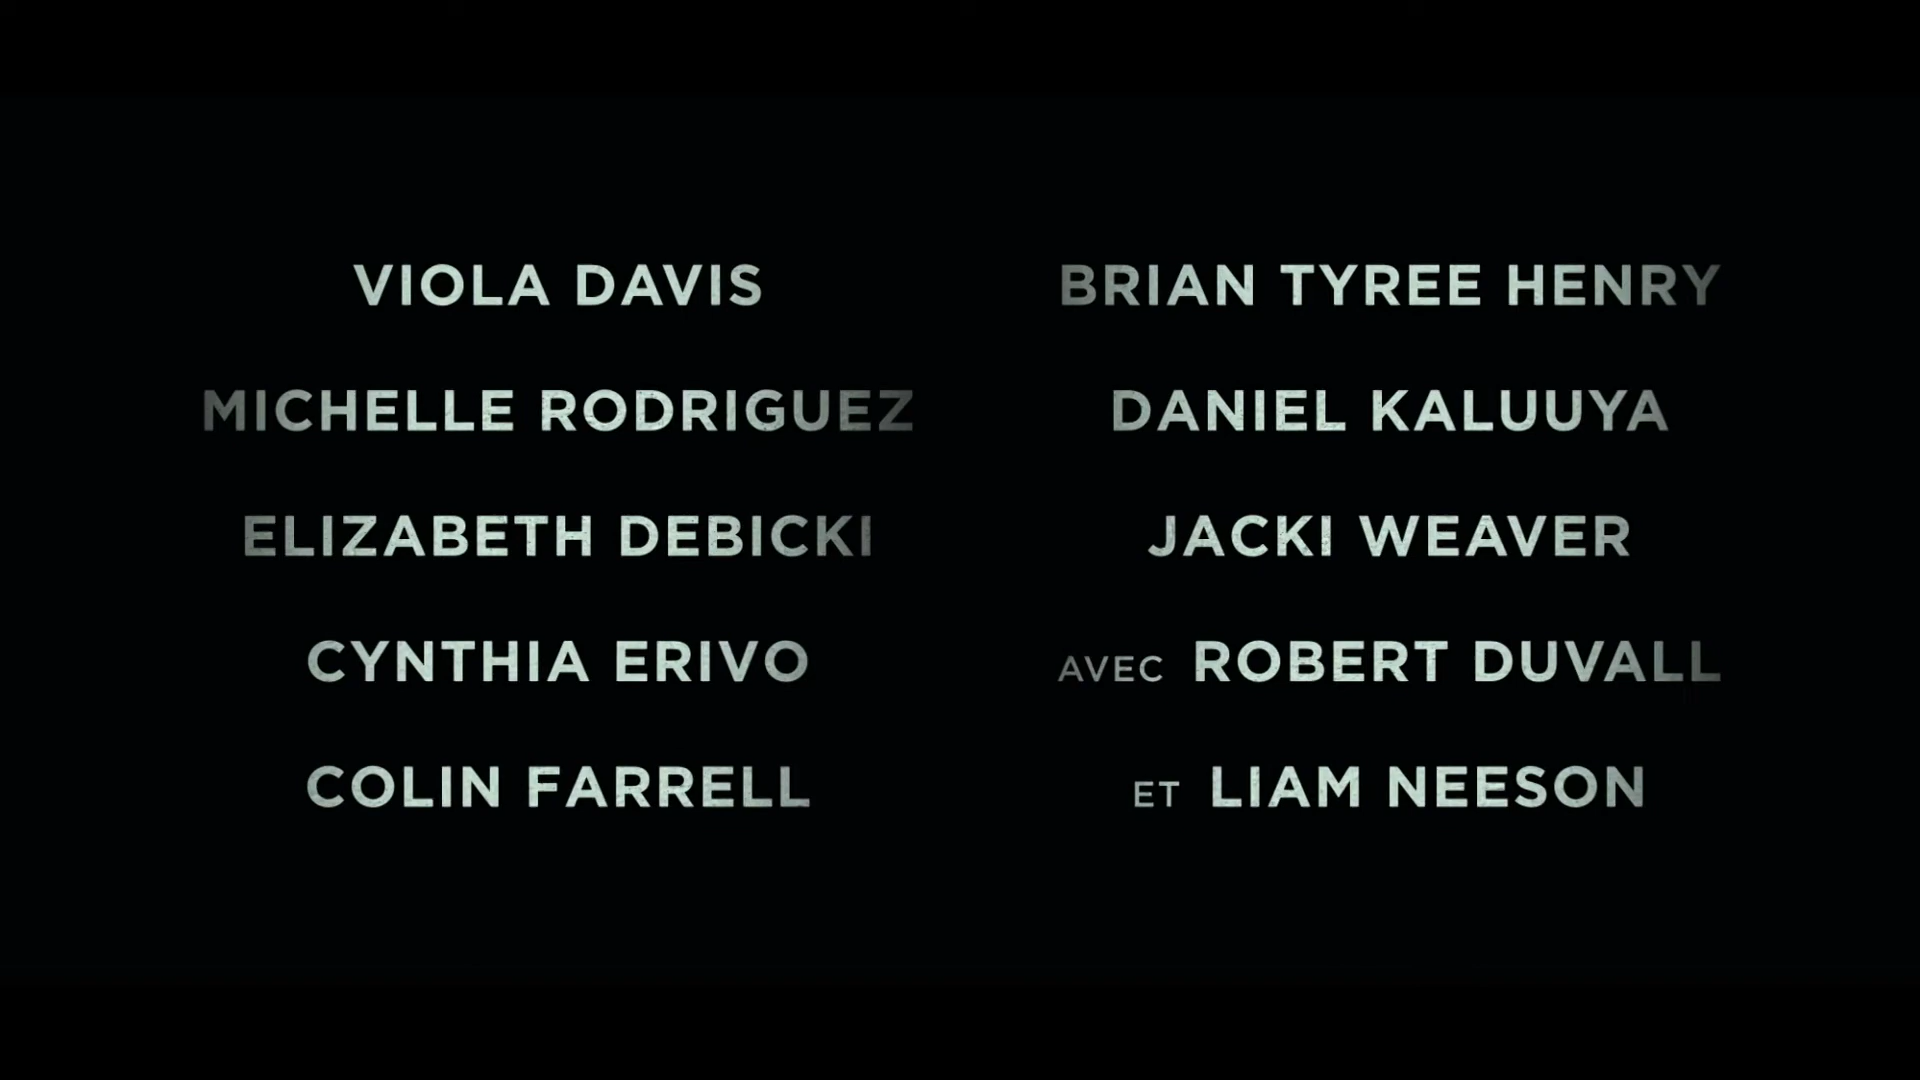 VIOLA DAVIS
MICHELLE RODRIGUEZ
ELIZABETH DEBICKI
CYNTHIA ERIVO
COLIN FARRELL
BRIAN TYREE HENRY
DANIEL KALUUYA
JACKI WEAVER
AVEC ROBERT DUVALL
ET LIAM NEESON